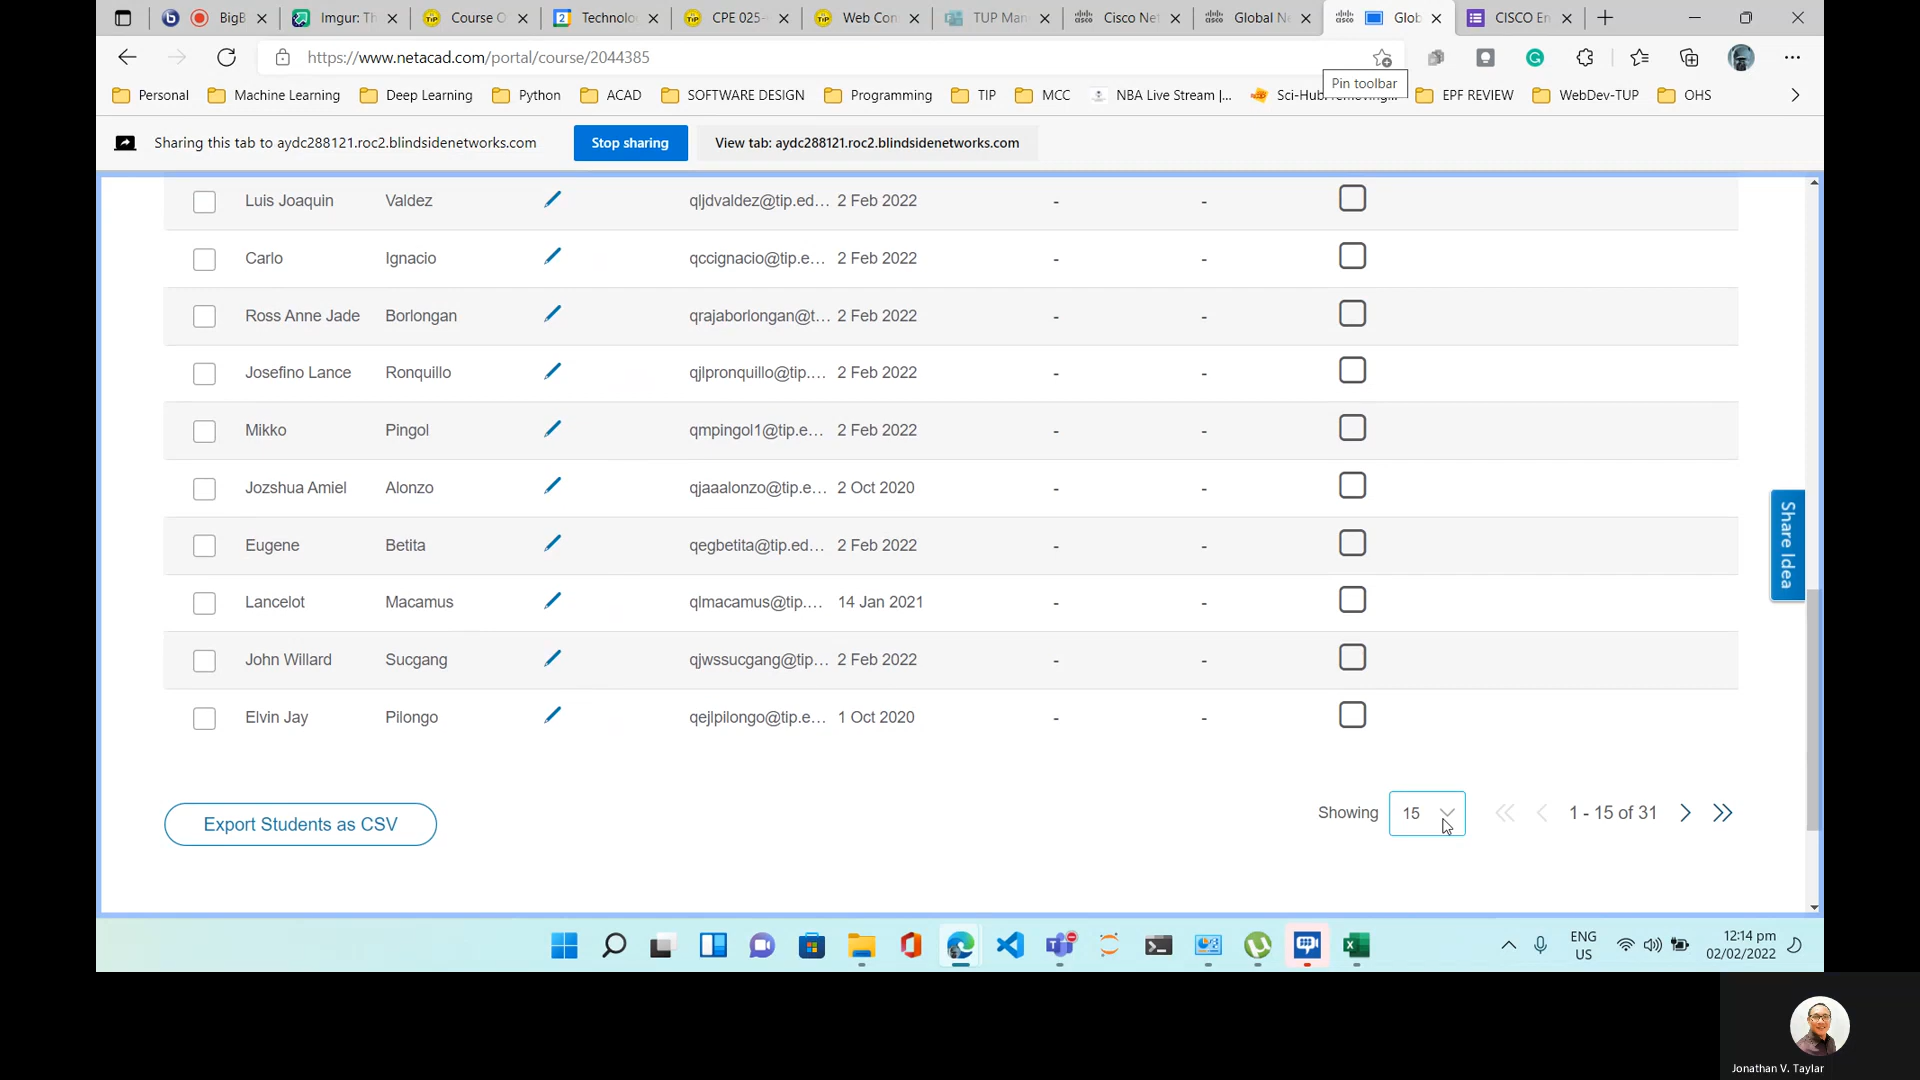 BigB
Imgur: Th
Course O
Technolo
CPE 025-
Web Con
TUP Man
Cisco Net
Global Ne
Glob
CISCO En
https://www.netacad.com/portal/course/2044385
Pin toolbar
Personal
Machine Learning
Deep Learning
Python
ACAD
SOFTWARE DESIGN
Programming
TIP
MCC
NBA Live Stream |...
Sci-Hub
EPF REVIEW
WebDev-TUP
OHS
Sharing this tab to aydc288121.roc2.blindsidenetworks.com
Stop sharing
View tab: aydc288121.roc2.blindsidenetworks.com
Luis Joaquin Valdez qljdvaldez@tip.ed... 2 Feb 2022 - -
Carlo Ignacio qccignacio@tip.e... 2 Feb 2022 - -
Ross Anne Jade Borlongan qrajaborlongan@t... 2 Feb 2022 - -
Josefino Lance Ronquillo qjlpronquillo@tip.... 2 Feb 2022 - -
Mikko Pingol qmpingol1@tip.e... 2 Feb 2022 - -
Jozshua Amiel Alonzo qjaaalonzo@tip.e... 2 Oct 2020 - -
Eugene Betita qegbetita@tip.ed... 2 Feb 2022 - -
Lancelot Macamus qlmacamus@tip.... 14 Jan 2021 - -
John Willard Sucgang qjwssucgang@tip... 2 Feb 2022 - -
Elvin Jay Pilongo qejlpilongo@tip.e... 1 Oct 2020 - -
Share Idea
Export Students as CSV
Showing 15 1 - 15 of 31
ENG
US
12:14 pm
02/02/2022
Jonathan V. Taylar